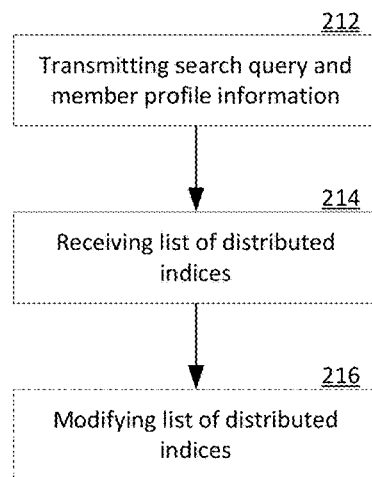 212
Transmitting search query and
member profile information
214
Receiving list of distributed
indices
216
Modifying list of distributed
indices